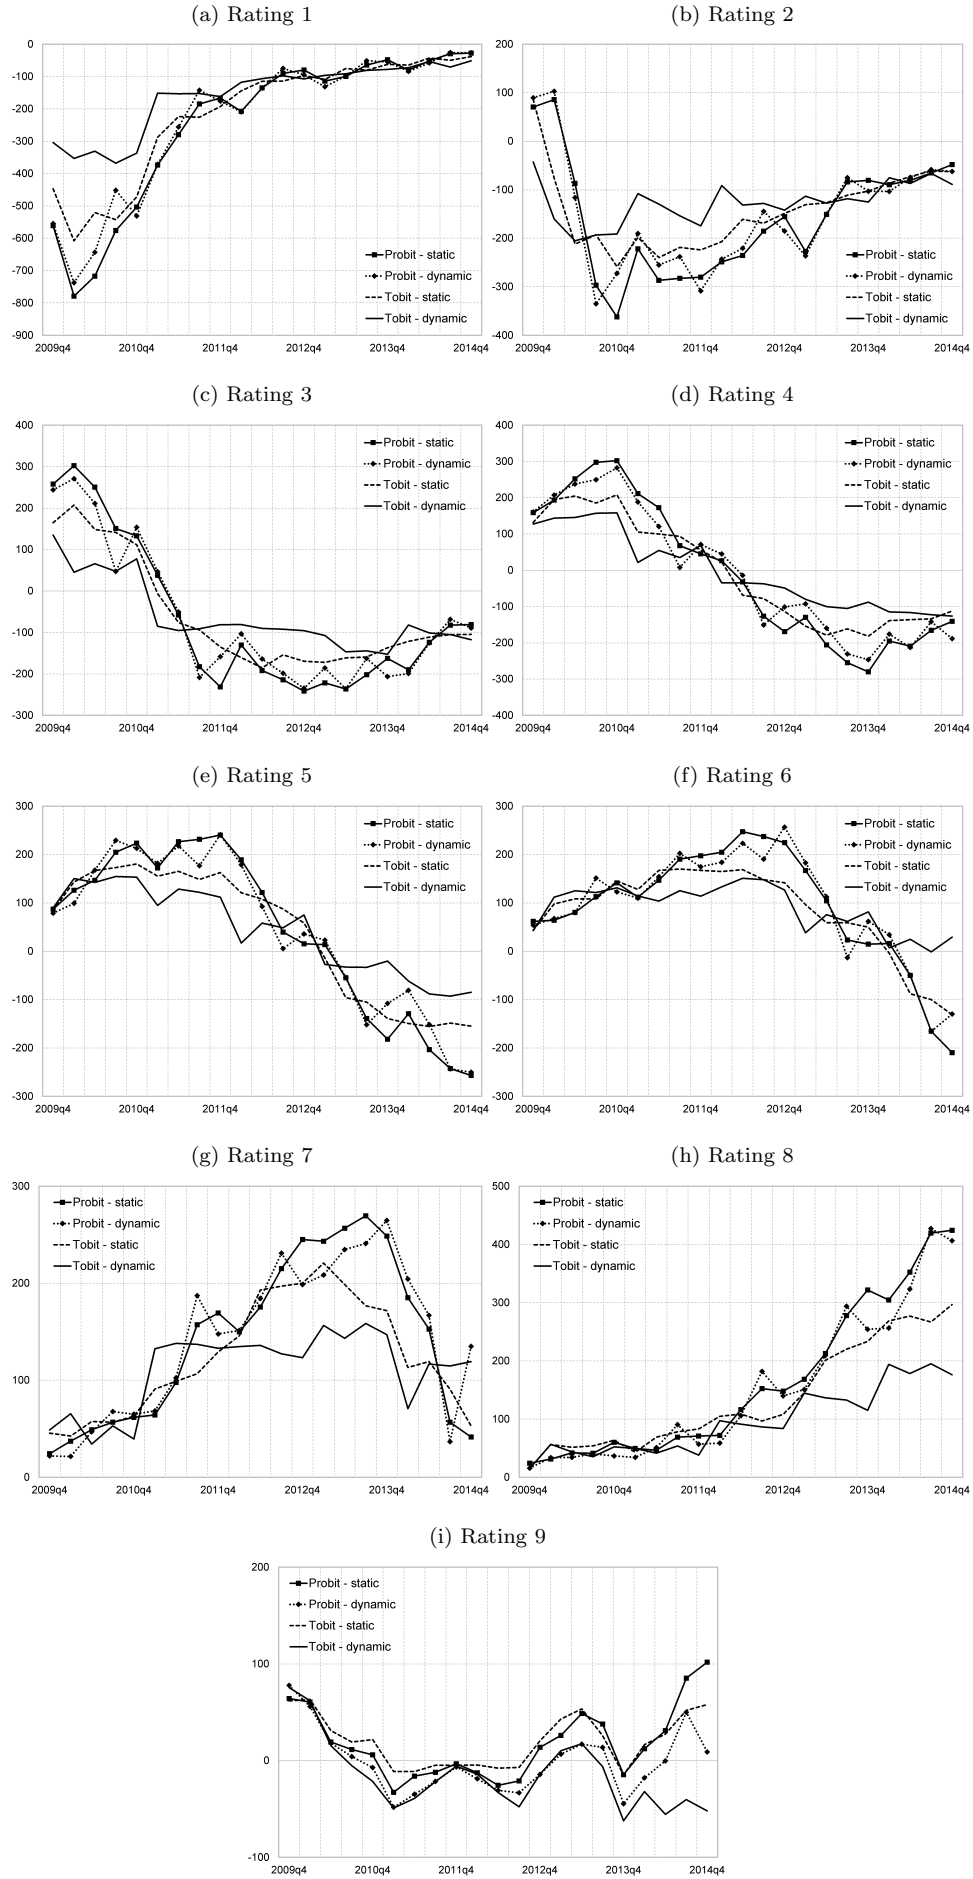 (a) Rating 1
(b) Rating 2
0
-100
-200
-300
-400
-500
-600
-700
-800
-900
2009q4 2010q4 2011q4 2012q4 2013q4 2014q4
Probit - static
Probit - dynamic
Tobit - static
Tobit - dynamic
200
100
0
-100
-200
-300
-400
2009q4 2010q4 2011q4 2012q4 2013q4 2014q4
Probit - static
Probit - dynamic
Tobit - static
Tobit - dynamic
(c) Rating 3
(d) Rating 4
400
300
200
100
0
-100
-200
-300
2009q4 2010q4 2011q4 2012q4 2013q4 2014q4
Probit - static
Probit - dynamic
Tobit - static
Tobit - dynamic
400
300
200
100
0
-100
-200
-300
-400
2009q4 2010q4 2011q4 2012q4 2013q4 2014q4
Probit - static
Probit - dynamic
Tobit - static
Tobit - dynamic
(e) Rating 5
(f) Rating 6
300
200
100
0
-100
-200
-300
2009q4 2010q4 2011q4 2012q4 2013q4 2014q4
Probit - static
Probit - dynamic
Tobit - static
Tobit - dynamic
300
200
100
0
-100
-200
-300
2009q4 2010q4 2011q4 2012q4 2013q4 2014q4
Probit - static
Probit - dynamic
Tobit - static
Tobit - dynamic
(g) Rating 7
(h) Rating 8
300
200
100
0
2009q4 2010q4 2011q4 2012q4 2013q4 2014q4
Probit - static
Probit - dynamic
Tobit - static
Tobit - dynamic
500
400
300
200
100
0
2009q4 2010q4 2011q4 2012q4 2013q4 2014q4
Probit - static
Probit - dynamic
Tobit - static
Tobit - dynamic
(i) Rating 9
200
100
0
-100
2009q4 2010q4 2011q4 2012q4 2013q4 2014q4
Probit - static
Probit - dynamic
Tobit - static
Tobit - dynamic